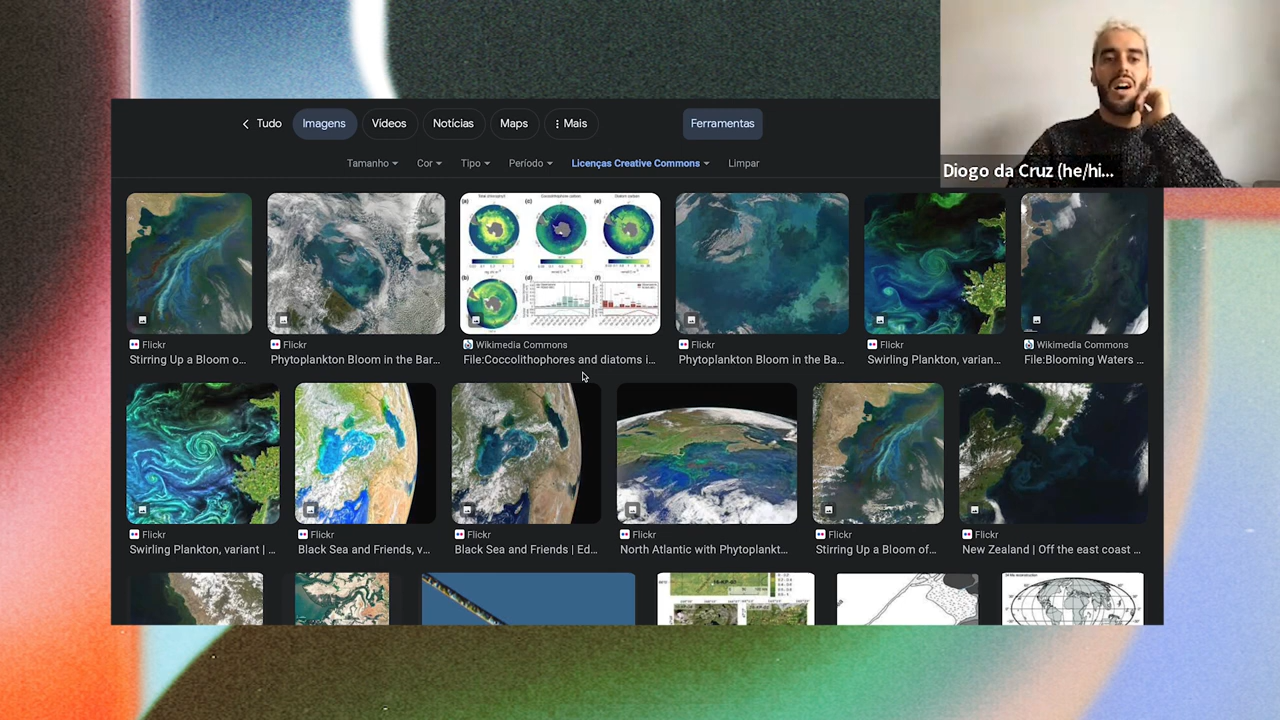 Tudo
Imagens
Vídeos
Notícias
Maps
Mais
Ferramentas
Tamanho
Cor
Tipo
Período
Licenças Creative Commons
Limpar
Diogo da Cruz (he/hi...
Flickr
Stirring Up a Bloom o...
Flickr
Phytoplankton Bloom in the Bar...
Wikimedia Commons
File:Coccolithophores and diatoms i...
Flickr
Phytoplankton Bloom in the Ba...
Flickr
Swirling Plankton, varian...
Wikimedia Commons
File:Blooming Waters ...
Flickr
Swirling Plankton, variant | ...
Flickr
Black Sea and Friends, v...
Flickr
Black Sea and Friends | Ed...
Flickr
North Atlantic with Phytoplankt...
Flickr
Stirring Up a Bloom of...
Flickr
New Zealand | Off the east coast ...